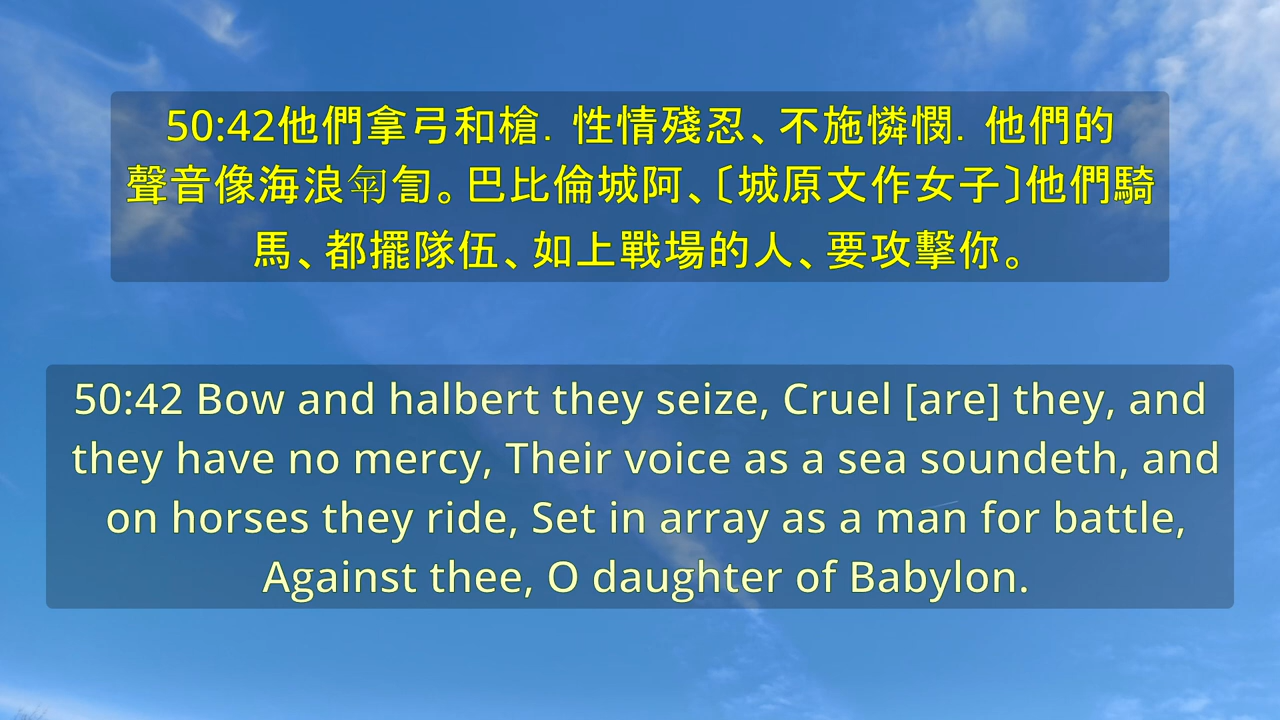 50:42他們拿弓和槍．性情殘忍、不施憐憫．他們的
聲音像海浪匉訇。巴比倫城阿、〔城原文作女子〕他們騎
馬、都擺隊伍、如上戰場的人、要攻擊你。
50:42 Bow and halbert they seize, Cruel [are] they, and
they have no mercy, Their voice as a sea soundeth, and
on horses they ride, Set in array as a man for battle,
Against thee, O daughter of Babylon.